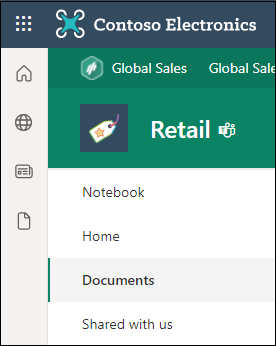 Contoso Electronics
Global Sales Global Sale
Retail
Notebook
Home
Documents
Shared with us